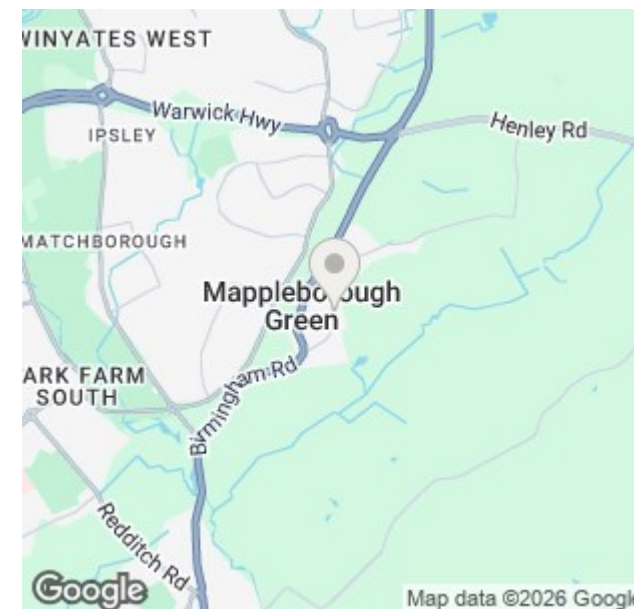 WINYATES WEST
Warwick Hwy
Henley Rd
IPSLEY
MATCHBOROUGH
Mappleborough
Green
Birmingham Rd
ARK FARM
SOUTH
Redditch Rd
Google
Map data ©2026 Google